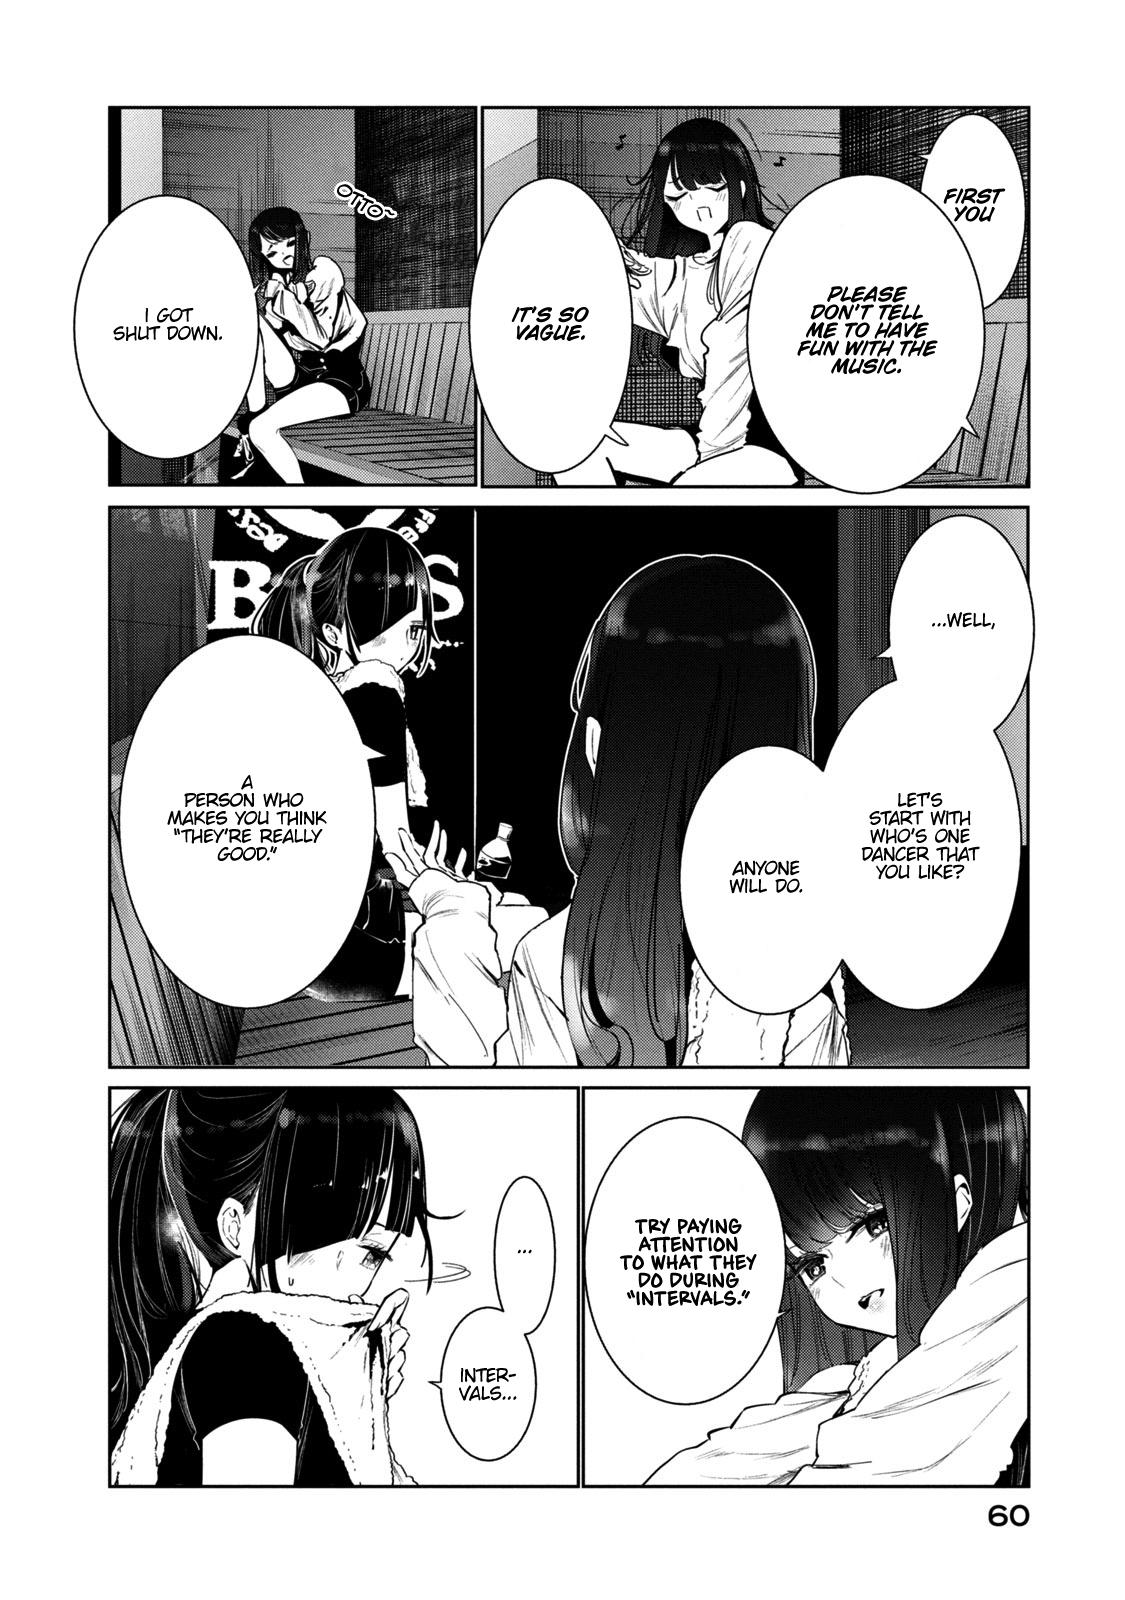 FIRST
YOU
PLEASE
DON'T TELL
ME TO HAVE
FUN WITH THE
MUSIC.
IT'S SO
VAGUE.
OTTO~
I GOT
SHUT DOWN.
...WELL,
LET'S
START WITH
WHO'S ONE
DANCER THAT
YOU LIKE?
ANYONE
WILL DO.
A
PERSON WHO
MAKES YOU THINK
"THEY'RE REALLY
GOOD."
TRY PAYING
ATTENTION
TO WHAT THEY
DO DURING
"INTERVALS."
...
INTER-
VALS...
60